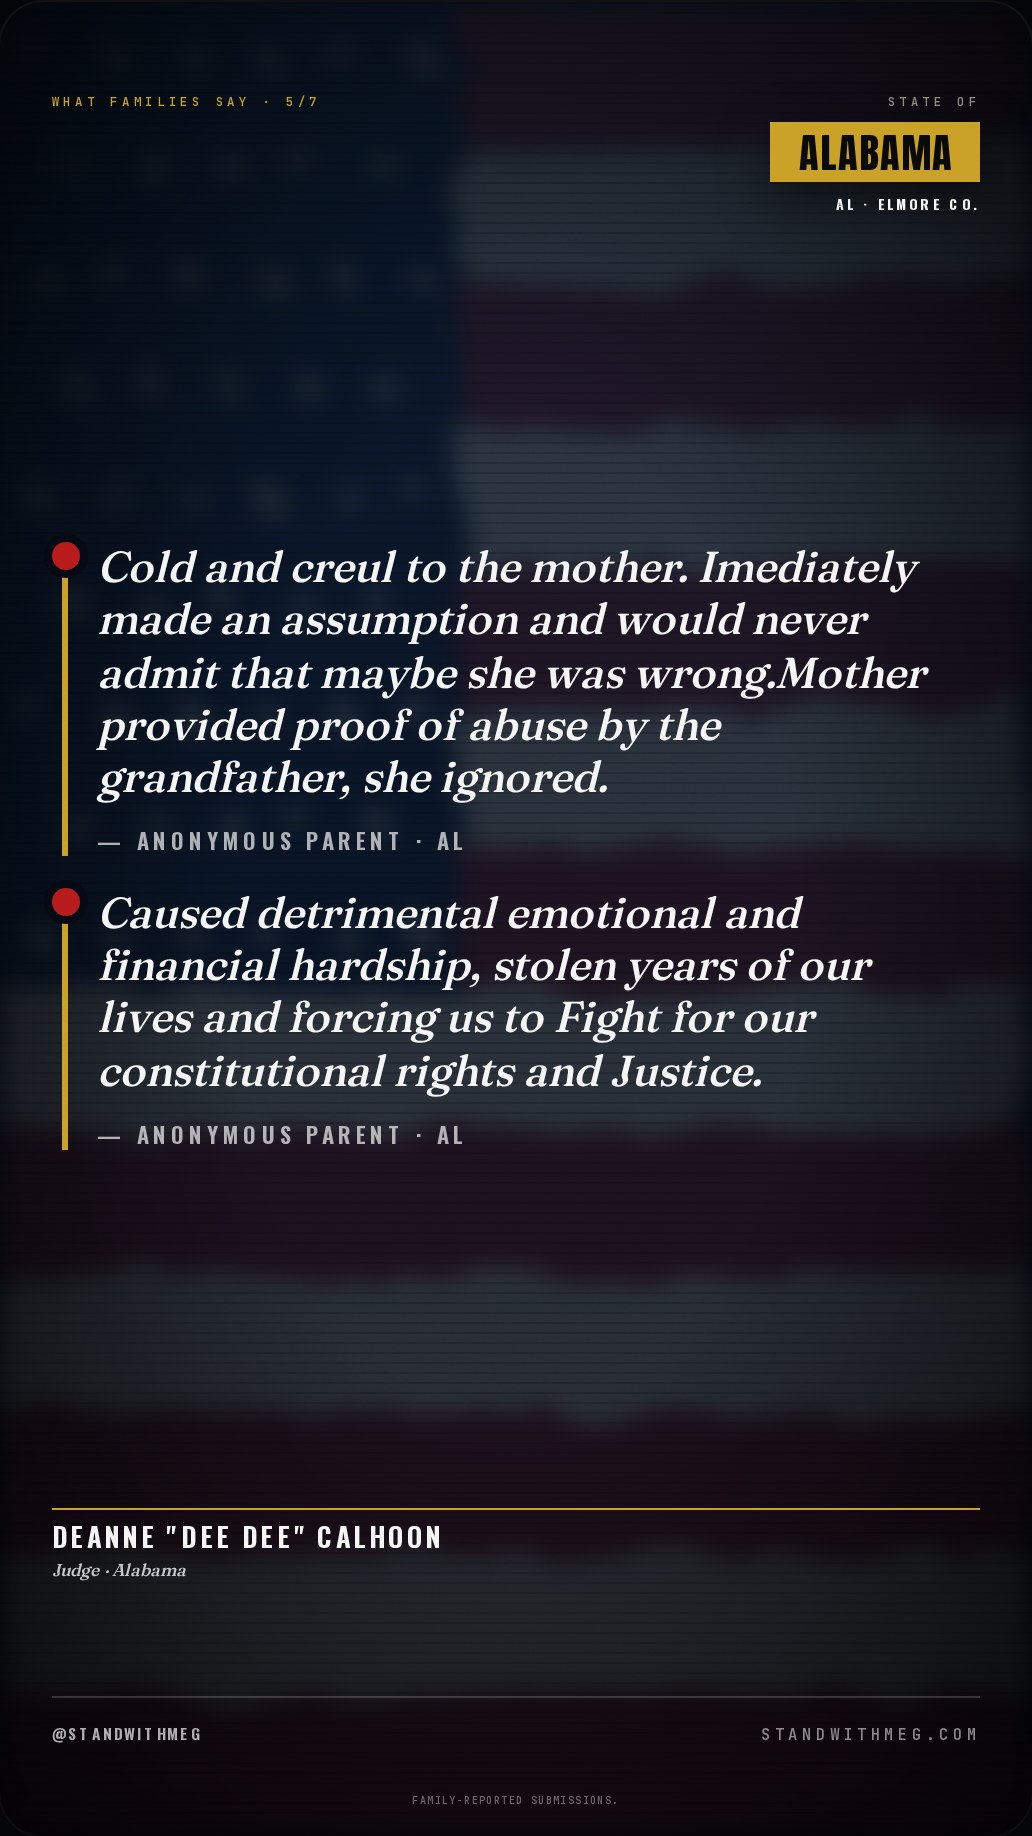 WHAT FAMILIES SAY · 5/7
STATE OF
ALABAMA
AL · ELMORE CO.
Cold and creul to the mother. Imediately
made an assumption and would never
admit that maybe she was wrong.Mother
provided proof of abuse by the
grandfather, she ignored.
— ANONYMOUS PARENT · AL
Caused detrimental emotional and
financial hardship, stolen years of our
lives and forcing us to Fight for our
constitutional rights and Justice.
— ANONYMOUS PARENT · AL
DEANNE "DEE DEE" CALHOON
Judge · Alabama
@STANDWITHMEG
STANDWITHMEG.COM
FAMILY-REPORTED SUBMISSIONS.